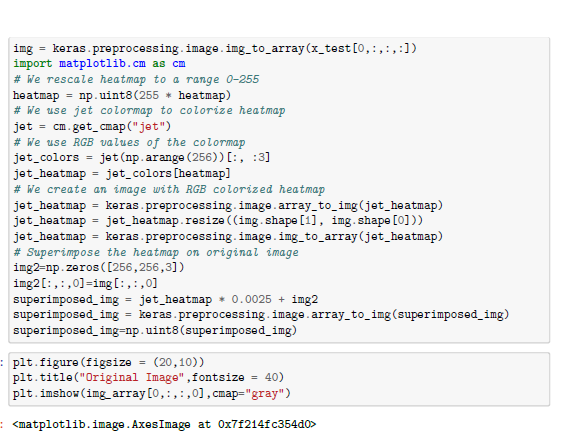 img = keras.preprocessing.image.img_to_array(x_test[0,:,:,:])
import matplotlib.cm as cm
# We rescale heatmap to a range 0-255
heatmap = np.uint8(255 * heatmap)
# We use jet colormap to colorize heatmap
jet = cm.get_cmap("jet")
# We use RGB values of the colormap
jet_colors = jet(np.arange(256))[:, :3]
jet_heatmap = jet_colors[heatmap]
# We create an image with RGB colorized heatmap
jet_heatmap = keras.preprocessing.image.array_to_img(jet_heatmap)
jet_heatmap = jet_heatmap.resize((img.shape[1], img.shape[0]))
jet_heatmap = keras.preprocessing.image.img_to_array(jet_heatmap)
# Superimpose the heatmap on original image
img2=np.zeros([256,256,3])
img2[:,:,0]=img[:,:,0]
superimposed_img = jet_heatmap * 0.0025 + img2
superimposed_img = keras.preprocessing.image.array_to_img(superimposed_img)
superimposed_img=np.uint8(superimposed_img)
: plt.figure(figsize = (20,10))
plt.title("Original Image",fontsize = 40)
plt.imshow(img_array[0,:,:,0],cmap="gray")
: <matplotlib.image.AxesImage at 0x7f214fc354d0>